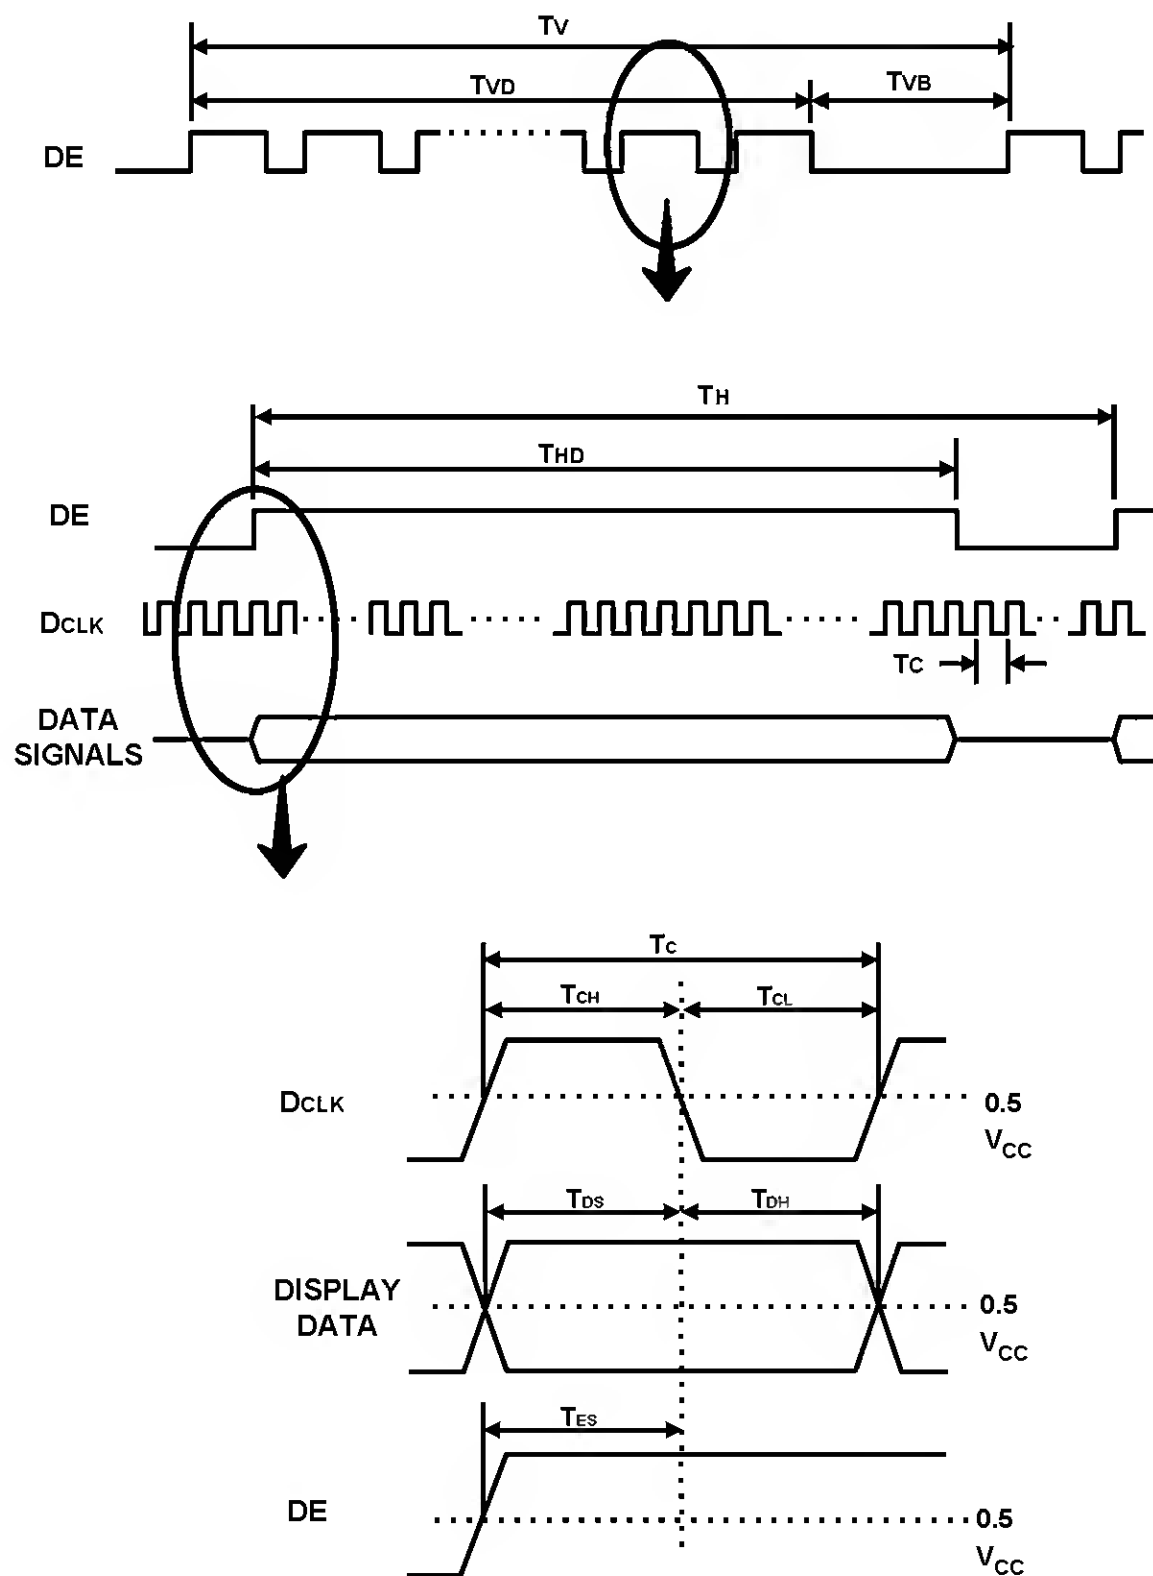 TV
TVD
TVB
DE
TH
THD
DE
DCLK
TC
DATA
SIGNALS
TC
TCH
TCL
DCLK
0.5
VCC
TDS
TDH
DISPLAY
DATA
0.5
VCC
TES
DE
0.5
VCC